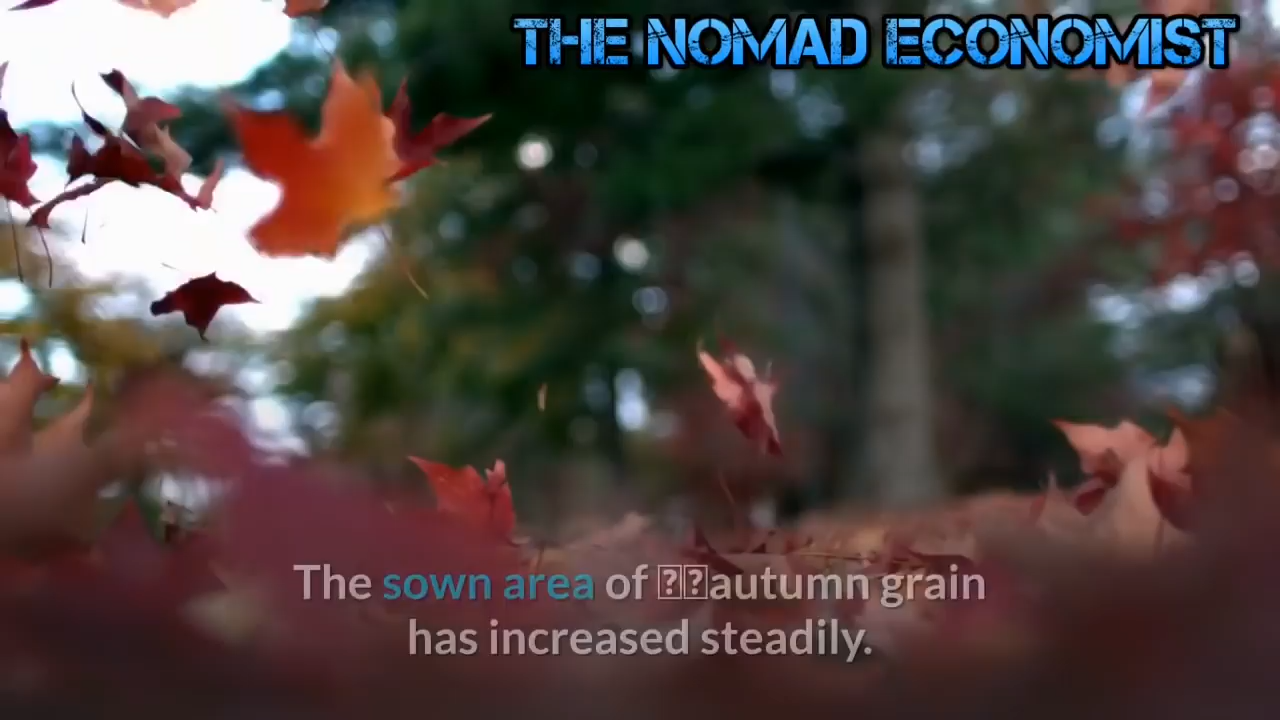 THE NOMAD ECONOMIST
The sown area of ⍰⍰autumn grain
has increased steadily.